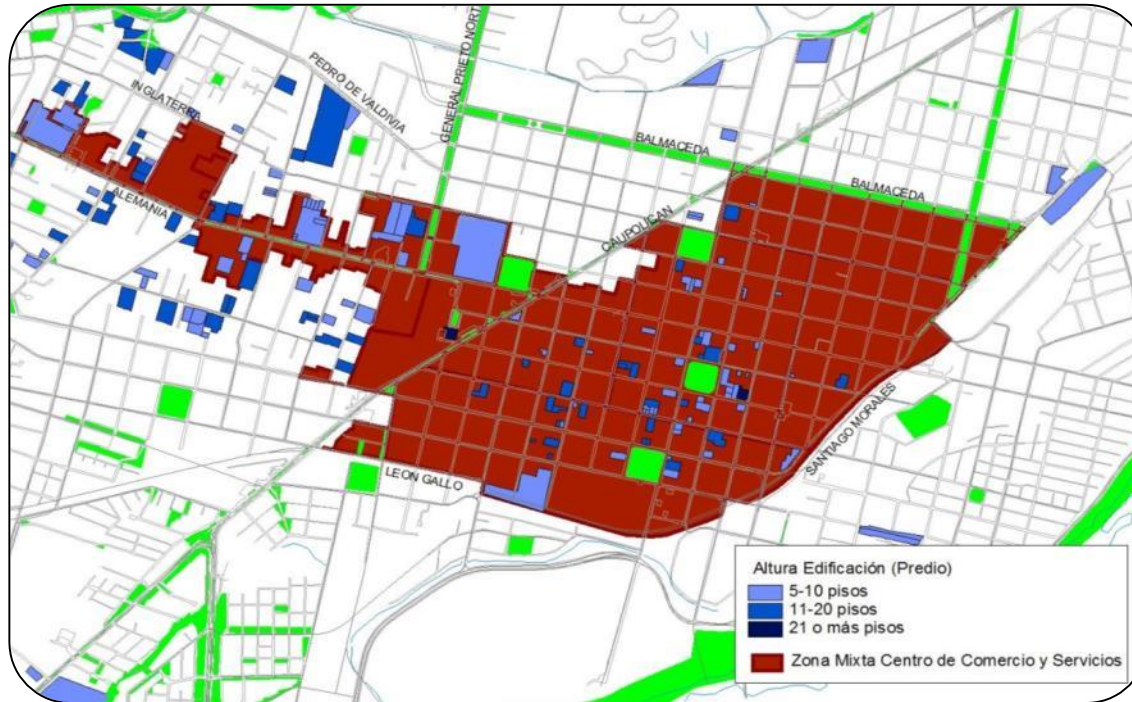 INGLATERRA
PEDRO DE VALDIVIA
GENERAL PRIETO NORT
BALMACEDA
BALMACEDA
ALEMANIA
CAUPOLICAN
SANTIAGO MORALES
LEON GALLO
Altura Edificación (Predio)
5-10 pisos
11-20 pisos
21 o más pisos
Zona Mixta Centro de Comercio y Servicios